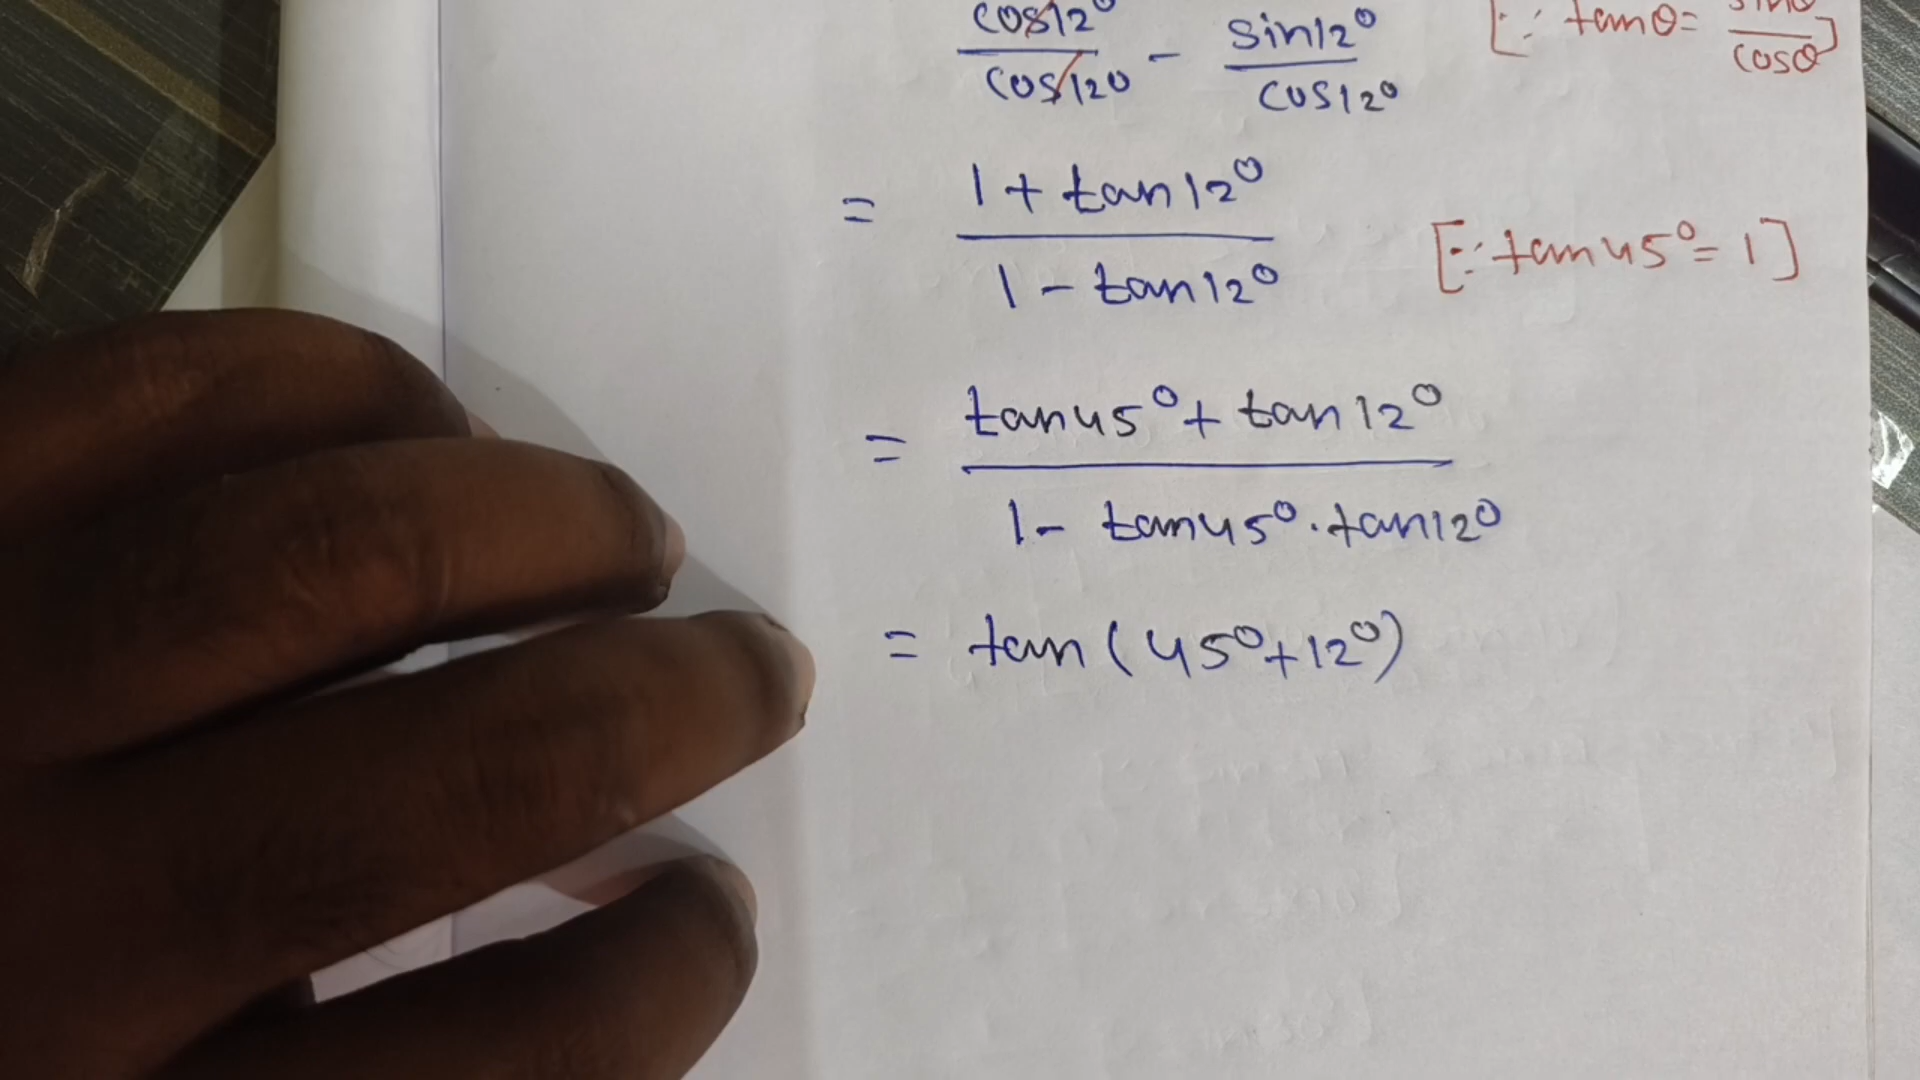 cos12° / cos12° - sin12° / cos12° [∵ tanθ = sinθ / cosθ]
= 1 + tan12° / 1 - tan12° [∵ tan45° = 1]
= tan45° + tan12° / 1 - tan45°.tan12°
= tan(45°+12°)